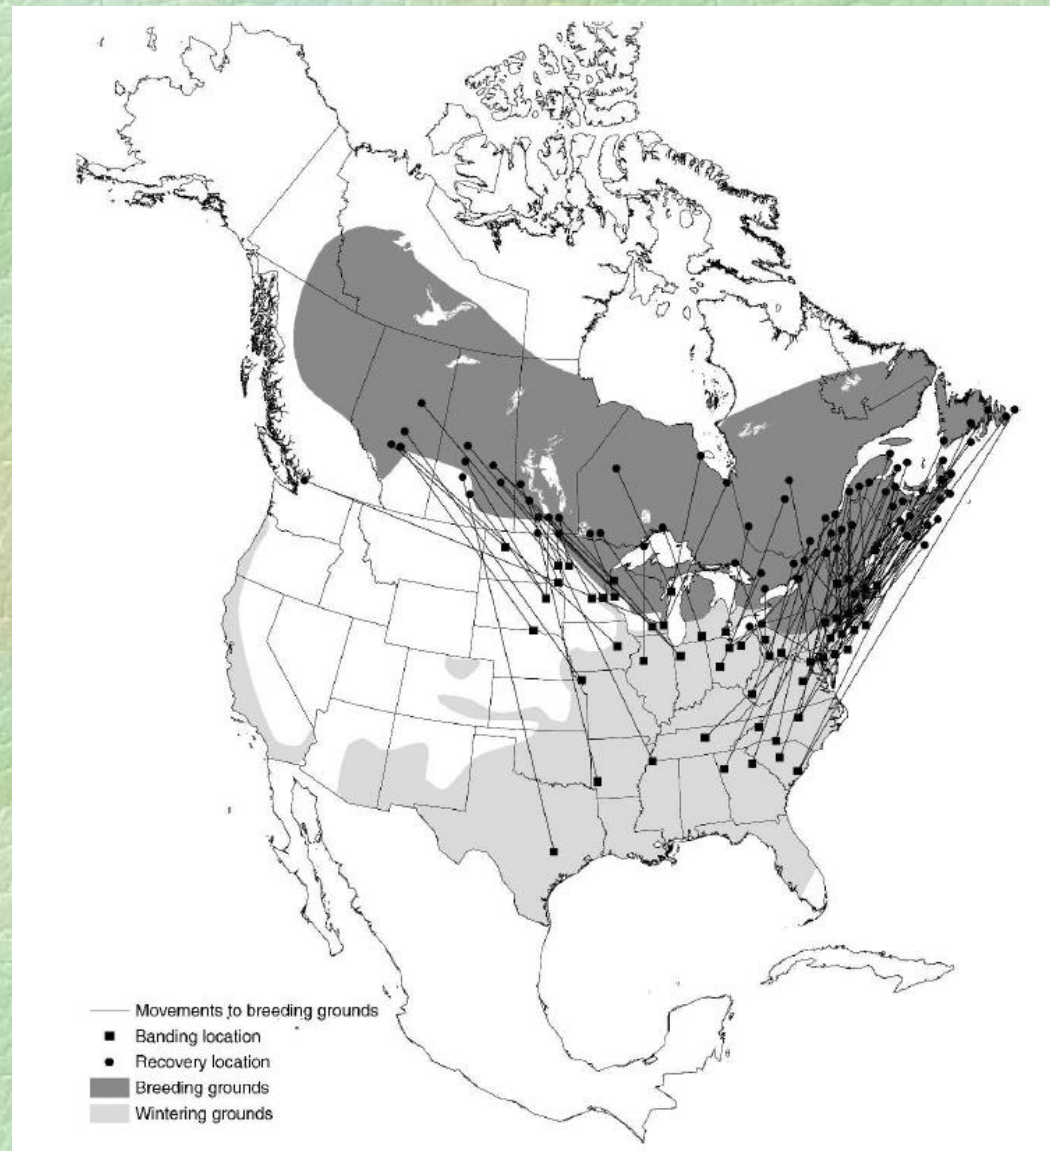 Movements to breeding grounds
Banding location
Recovery location
Breeding grounds
Wintering grounds